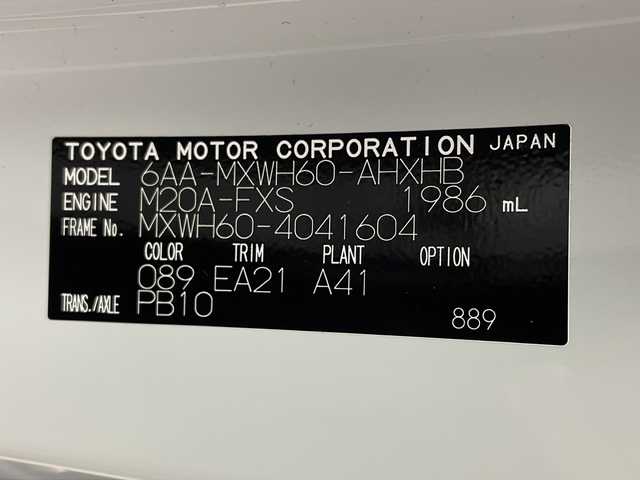 TOYOTA MOTOR CORPORATION JAPAN
MODEL 6AA-MXWH60-AHXHB
ENGINE M20A-FXS 1986 mL
FRAME No. MXWH60-4041604
COLOR TRIM PLANT OPTION
089 EA21 A41
TRANS./AXLE PB10
889